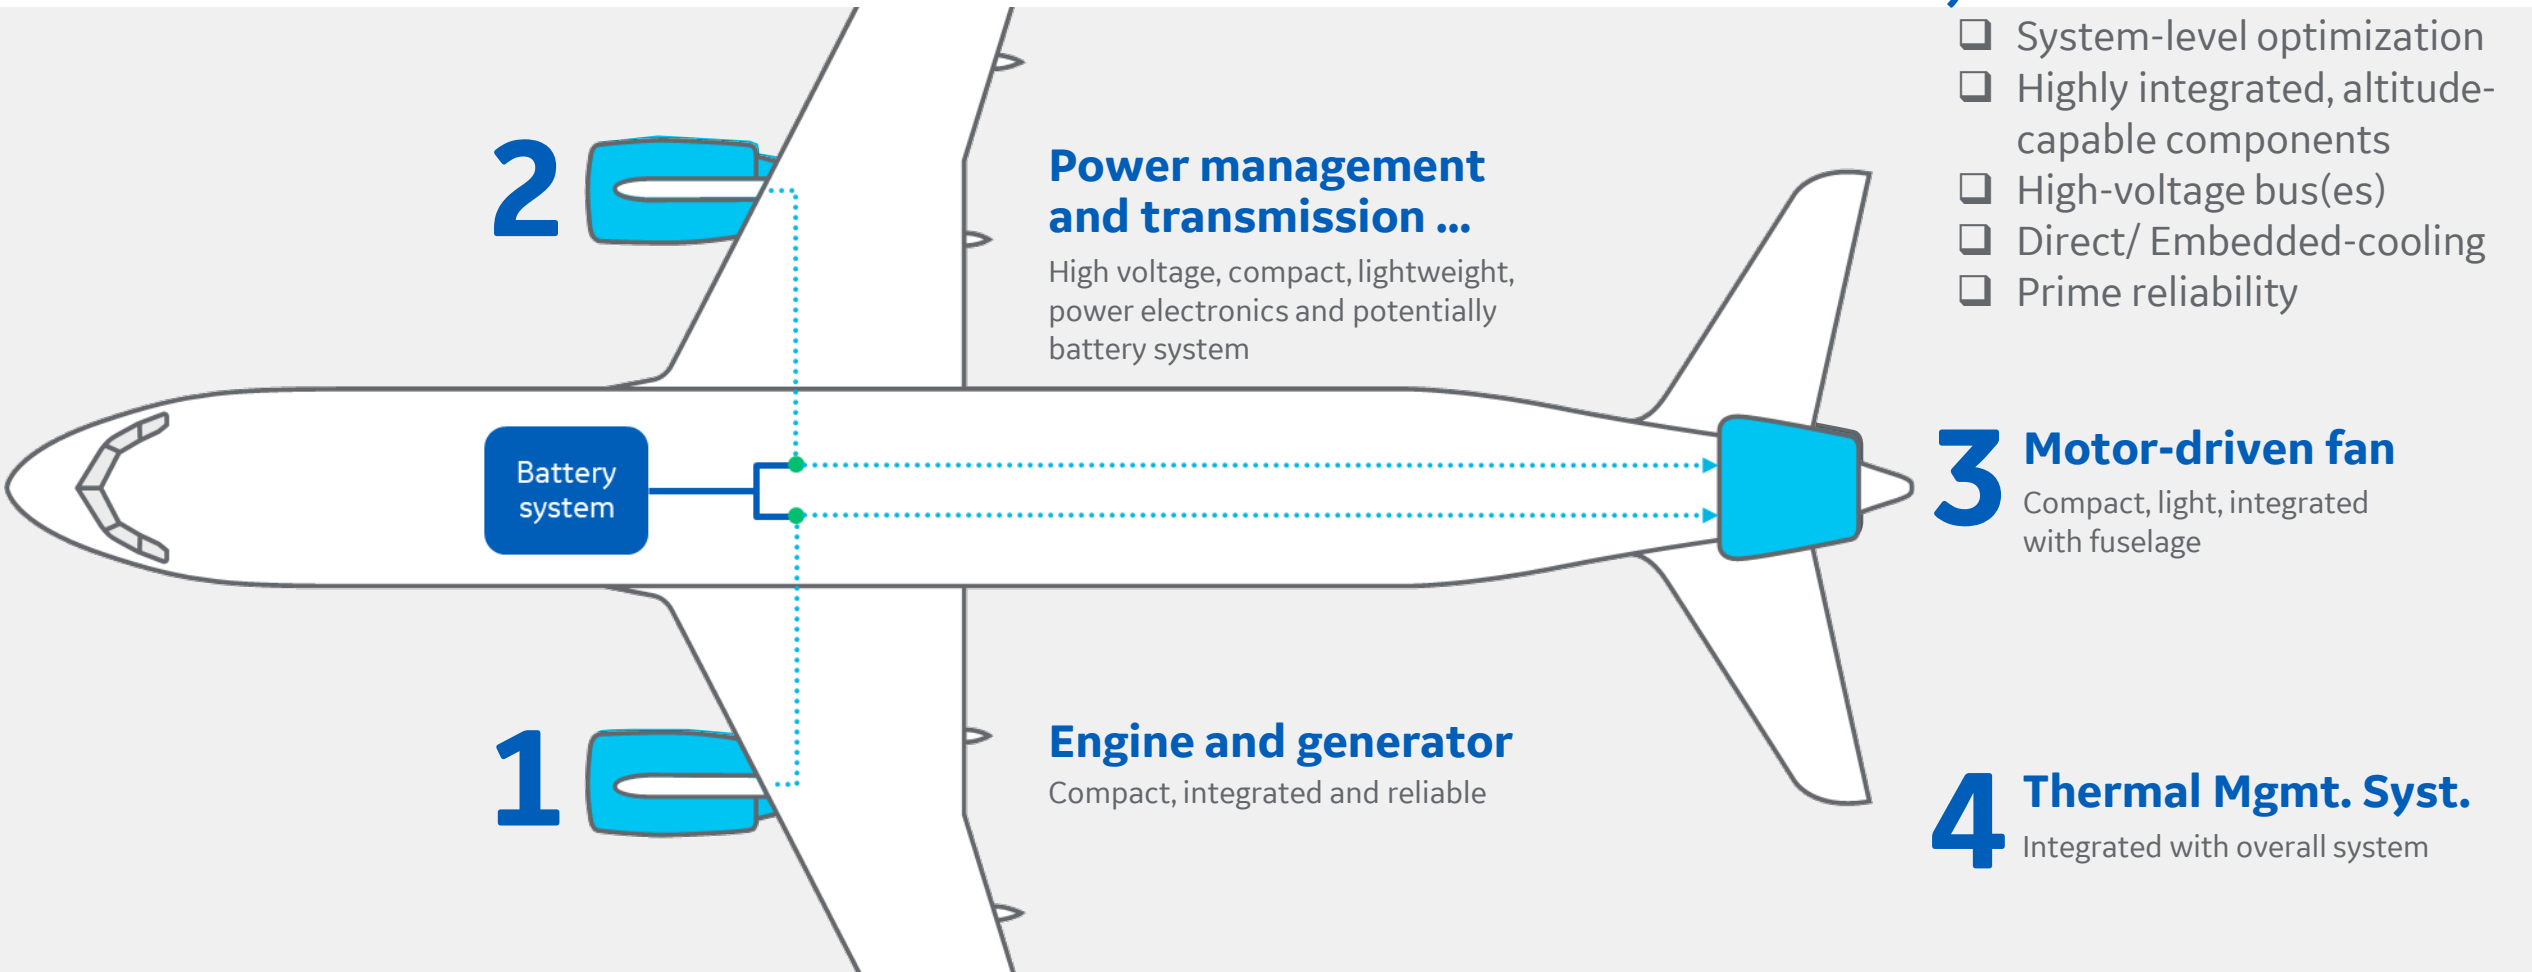 2
Power management
and transmission ...
High voltage, compact, lightweight,
power electronics and potentially
battery system
❑ System-level optimization
❑ Highly integrated, altitude-
capable components
❑ High-voltage bus(es)
❑ Direct/ Embedded-cooling
❑ Prime reliability
Battery
system
3
Motor-driven fan
Compact, light, integrated
with fuselage
1
Engine and generator
Compact, integrated and reliable
4
Thermal Mgmt. Syst.
Integrated with overall system